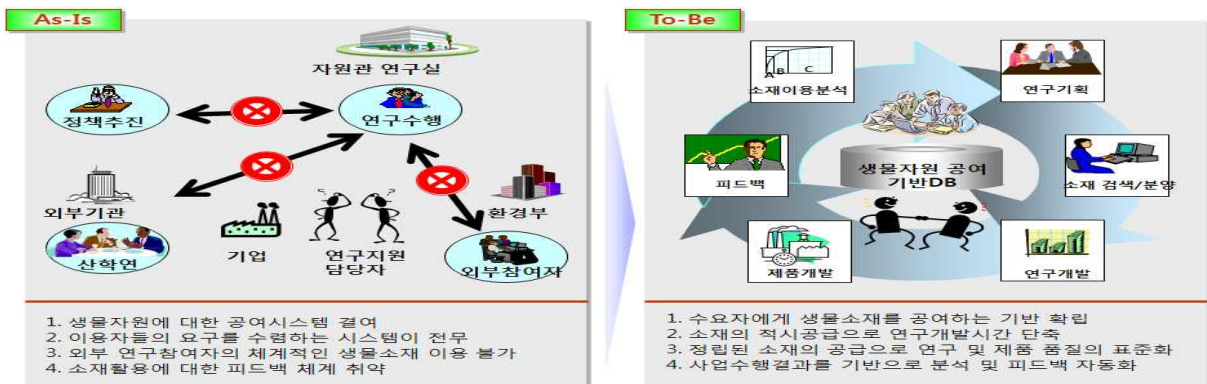 As-Is
자원관 연구실
정책추진
연구수행
외부기관
환경부
산학연
기업
연구지원
담당자
외부참여자
1. 생물자원에 대한 공여시스템 결여
2. 이용자들의 요구를 수렴하는 시스템이 전무
3. 외부 연구참여자의 체계적인 생물소재 이용 불가
4. 소재활용에 대한 피드백 체계 취약
To-Be
A B C
소재이용분석
연구기획
피드백
생물자원 공여
기반DB
소재 검색/분양
제품개발
연구개발
1. 수요자에게 생물소재를 공여하는 기반 확립
2. 소재의 적시공급으로 연구개발시간 단축
3. 정립된 소재의 공급으로 연구 및 제품 품질의 표준화
4. 사업수행결과를 기반으로 분석 및 피드백 자동화